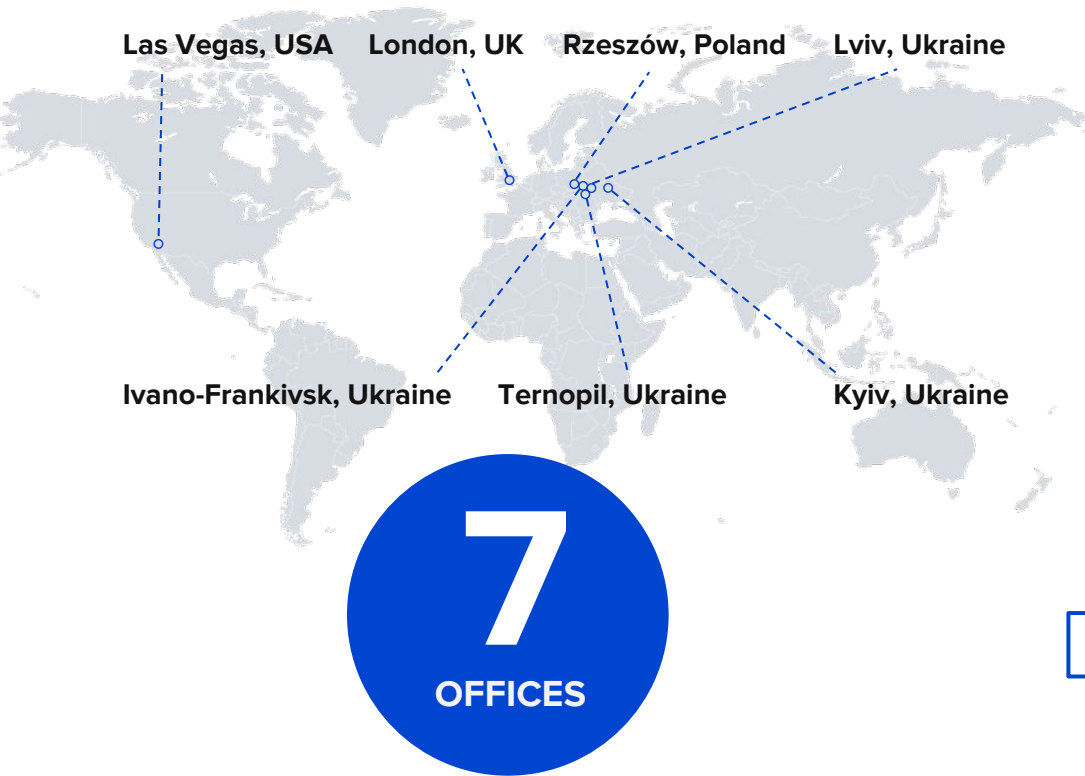 Las Vegas, USA
London, UK
Rzeszów, Poland
Lviv, Ukraine
Ivano-Frankivsk, Ukraine
Ternopil, Ukraine
Kyiv, Ukraine
7
OFFICES